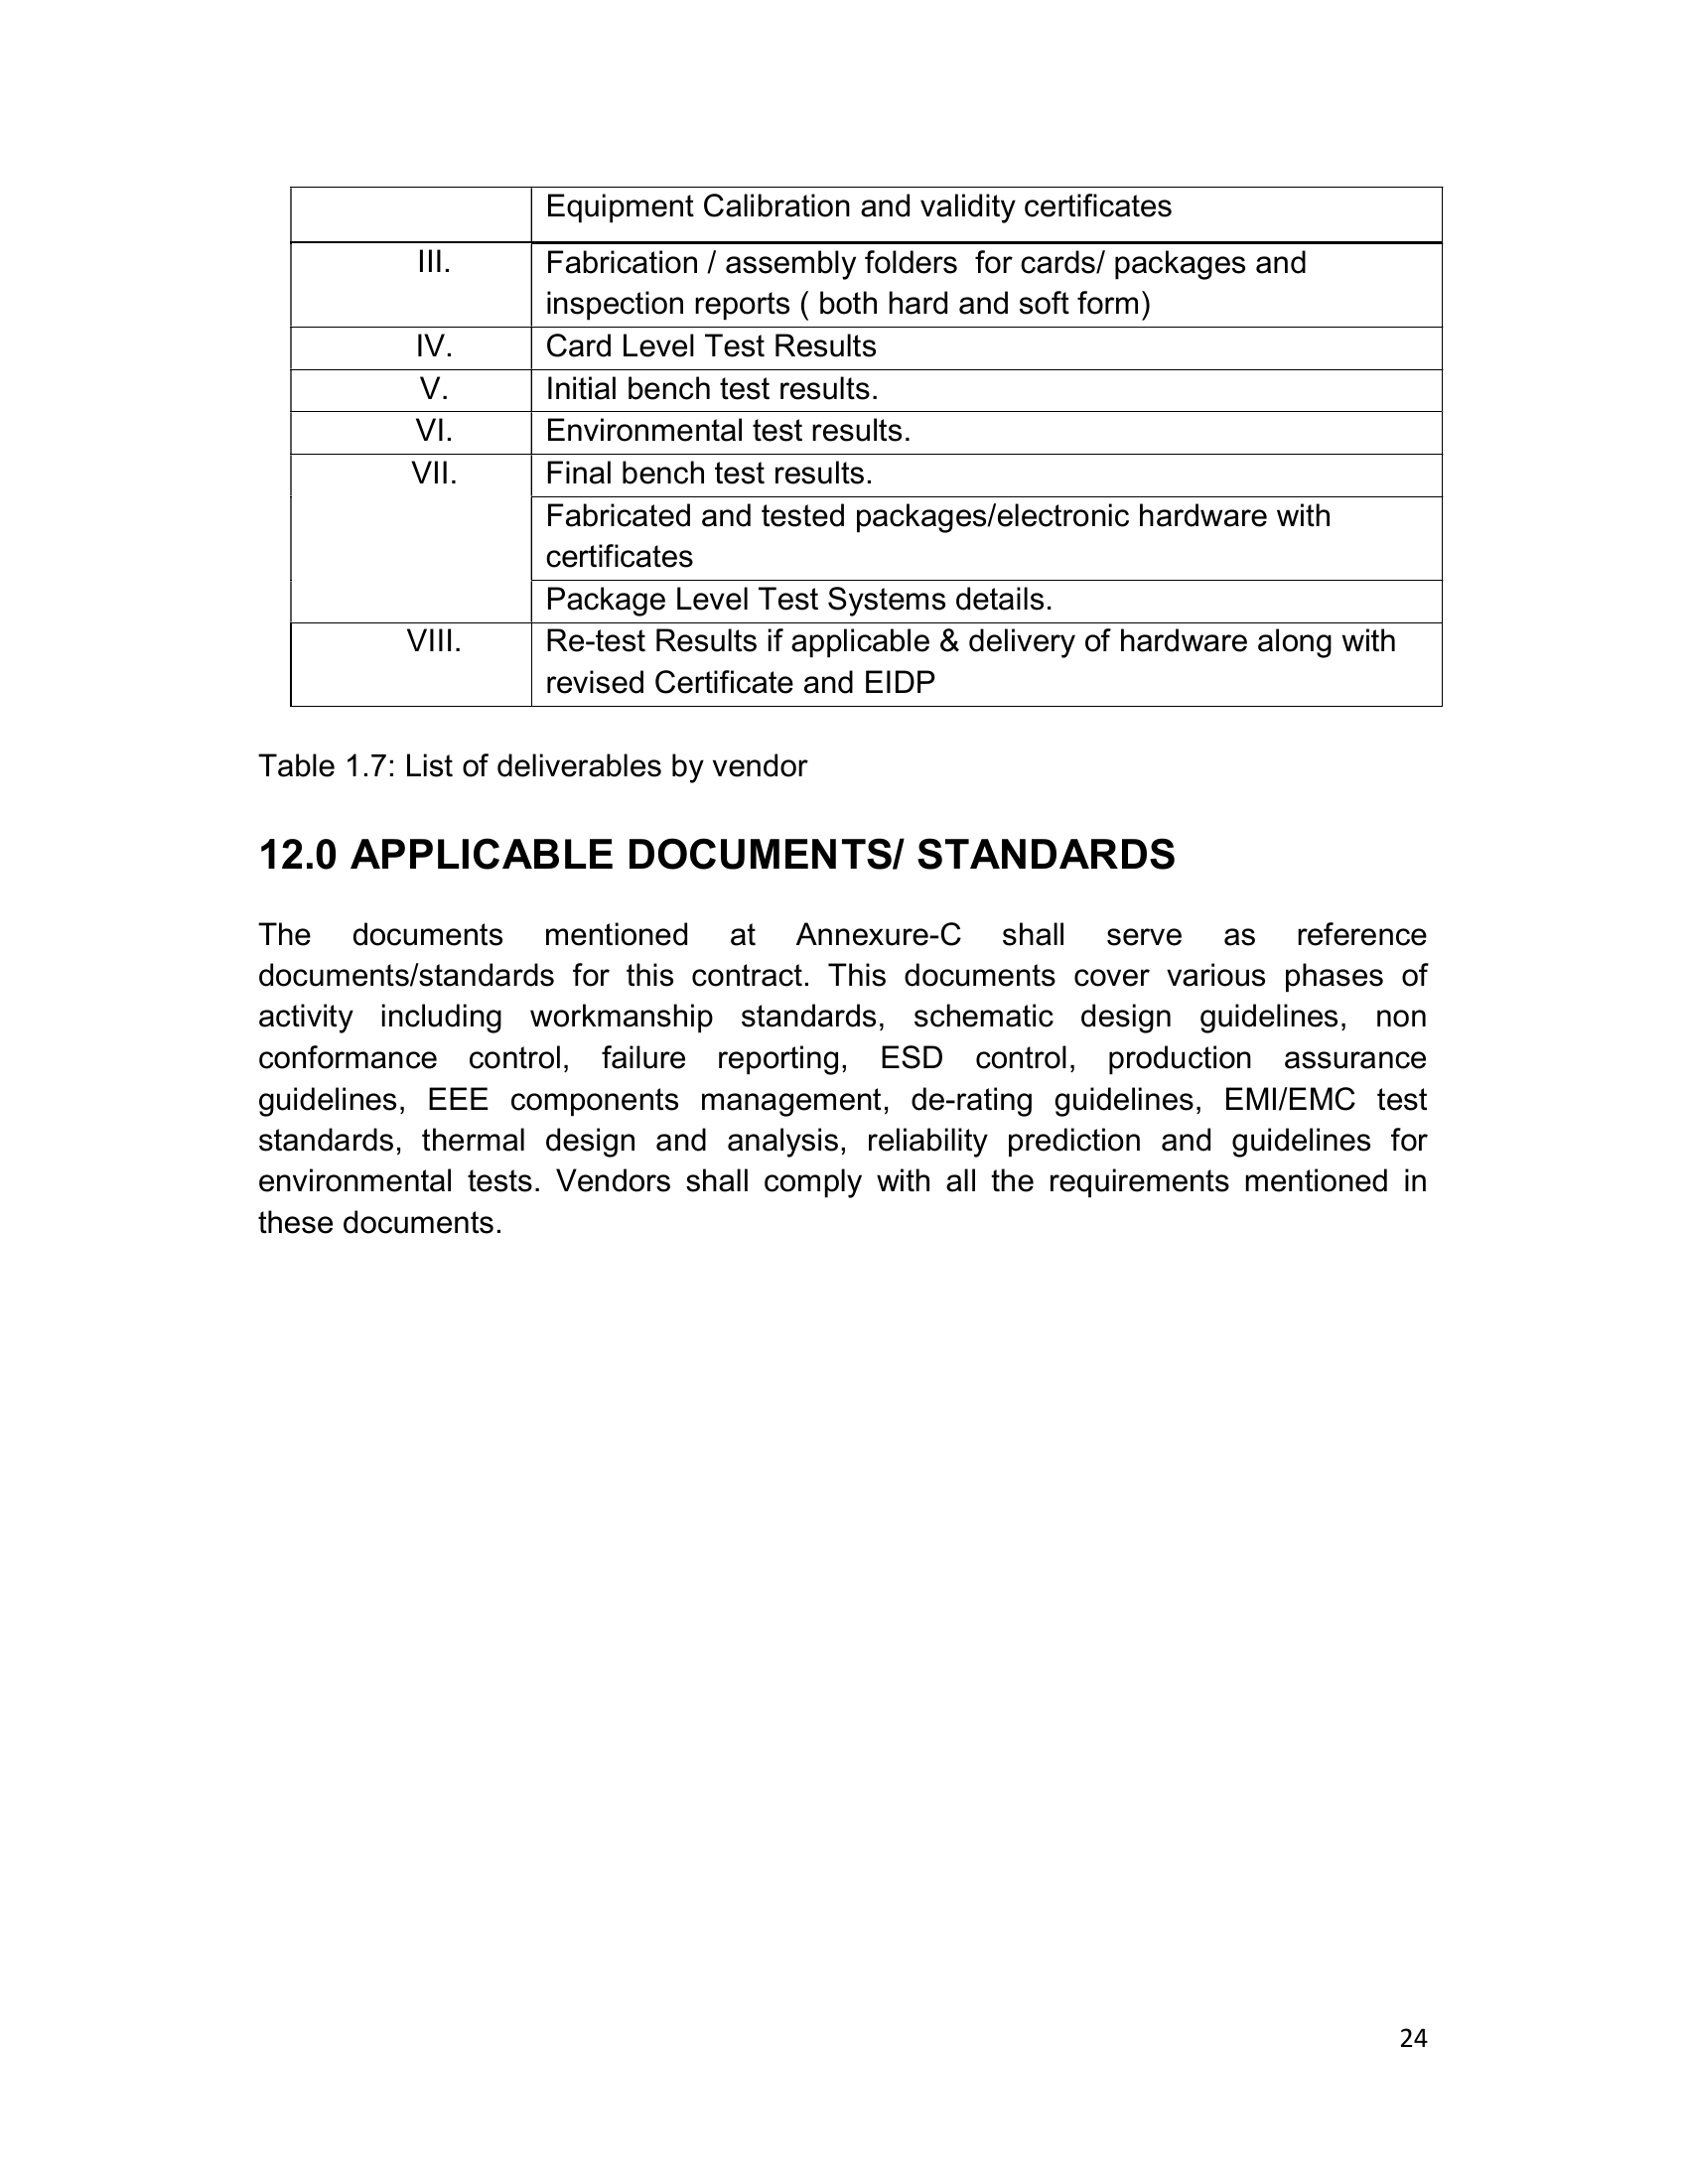 Equipment Calibration and validity certificates
III. Fabrication / assembly folders  for cards/ packages and
inspection reports ( both hard and soft form)
IV. Card Level Test Results
V. Initial bench test results.
VI. Environmental test results.
VII. Final bench test results.
Fabricated and tested packages/electronic hardware with
certificates
Package Level Test Systems details.
VIII. Re-test Results if applicable & delivery of hardware along with
revised Certificate and EIDP
Table 1.7: List of deliverables by vendor
12.0 APPLICABLE DOCUMENTS/ STANDARDS
The documents mentioned at Annexure-C shall serve as reference
documents/standards for this contract. This documents cover various phases of
activity including workmanship standards, schematic design guidelines, non
conformance control, failure reporting, ESD control, production assurance
guidelines, EEE components management, de-rating guidelines, EMI/EMC test
standards, thermal design and analysis, reliability prediction and guidelines for
environmental tests. Vendors shall comply with all the requirements mentioned in
these documents.
24